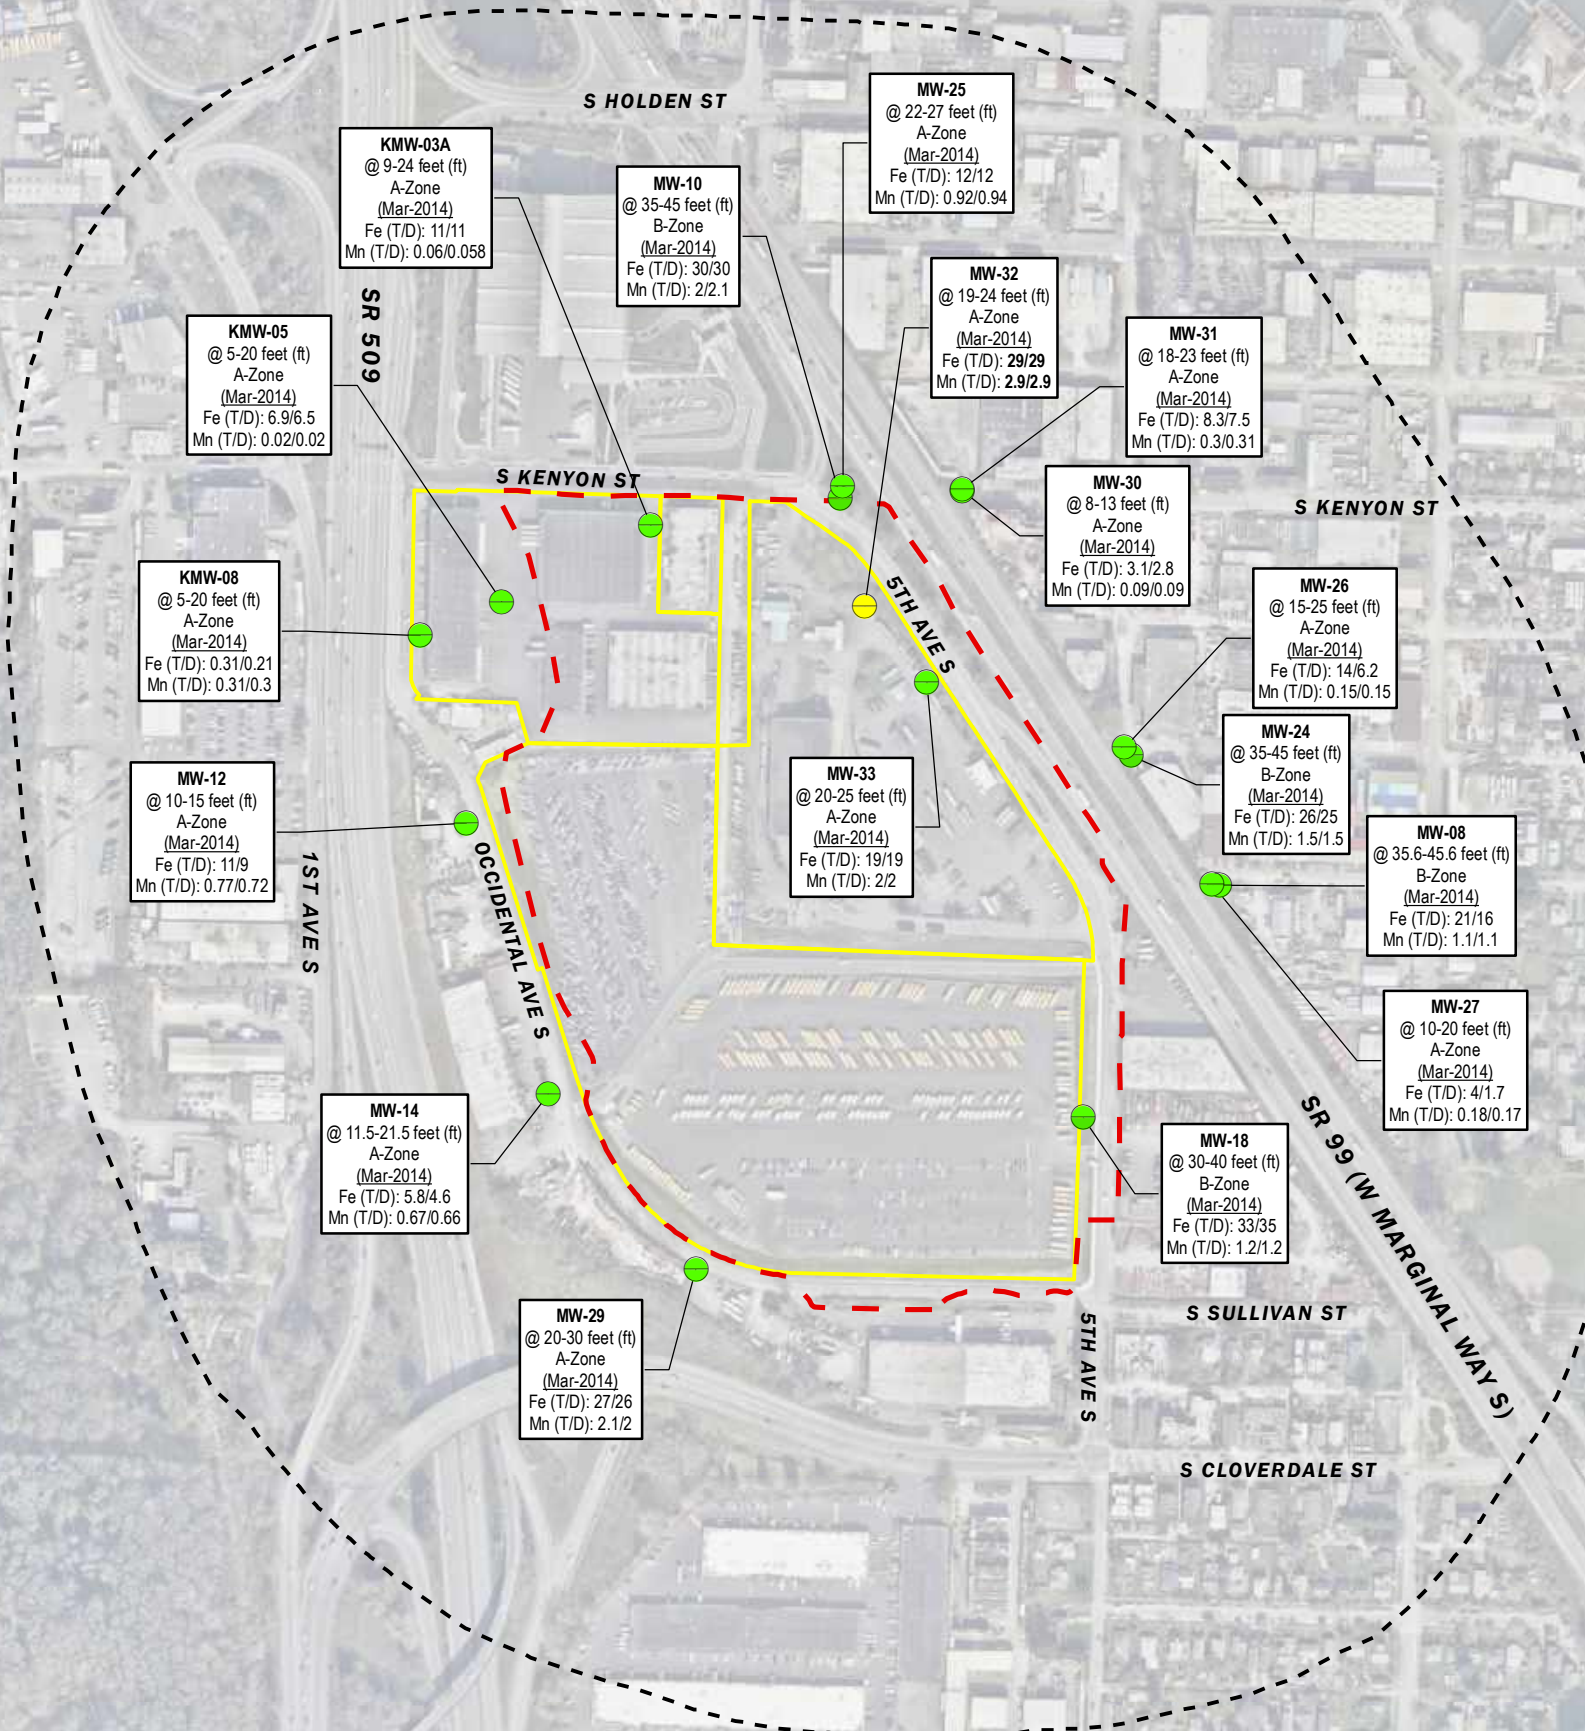 S HOLDEN ST
MW-25
@ 22-27 feet (ft)
A-Zone
(Mar-2014)
Fe (T/D): 12/12
Mn (T/D): 0.92/0.94
KMW-03A
@ 9-24 feet (ft)
A-Zone
(Mar-2014)
Fe (T/D): 11/11
Mn (T/D): 0.06/0.058
MW-10
@ 35-45 feet (ft)
B-Zone
(Mar-2014)
Fe (T/D): 30/30
Mn (T/D): 2/2.1
MW-32
@ 19-24 feet (ft)
A-Zone
(Mar-2014)
Fe (T/D): 29/29
Mn (T/D): 2.9/2.9
SR 509
KMW-05
@ 5-20 feet (ft)
A-Zone
(Mar-2014)
Fe (T/D): 6.9/6.5
Mn (T/D): 0.02/0.02
MW-31
@ 18-23 feet (ft)
A-Zone
(Mar-2014)
Fe (T/D): 8.3/7.5
Mn (T/D): 0.3/0.31
S KENYON ST
MW-30
@ 8-13 feet (ft)
A-Zone
(Mar-2014)
Fe (T/D): 3.1/2.8
Mn (T/D): 0.09/0.09
S KENYON ST
KMW-08
@ 5-20 feet (ft)
A-Zone
(Mar-2014)
Fe (T/D): 0.31/0.21
Mn (T/D): 0.31/0.3
5TH AVE S
MW-26
@ 15-25 feet (ft)
A-Zone
(Mar-2014)
Fe (T/D): 14/6.2
Mn (T/D): 0.15/0.15
MW-24
@ 35-45 feet (ft)
B-Zone
(Mar-2014)
Fe (T/D): 26/25
Mn (T/D): 1.5/1.5
MW-12
@ 10-15 feet (ft)
A-Zone
(Mar-2014)
Fe (T/D): 11/9
Mn (T/D): 0.77/0.72
MW-33
@ 20-25 feet (ft)
A-Zone
(Mar-2014)
Fe (T/D): 19/19
Mn (T/D): 2/2
MW-08
@ 35.6-45.6 feet (ft)
B-Zone
(Mar-2014)
Fe (T/D): 21/16
Mn (T/D): 1.1/1.1
1ST AVE S
OCCIDENTAL AVE S
MW-27
@ 10-20 feet (ft)
A-Zone
(Mar-2014)
Fe (T/D): 4/1.7
Mn (T/D): 0.18/0.17
MW-14
@ 11.5-21.5 feet (ft)
A-Zone
(Mar-2014)
Fe (T/D): 5.8/4.6
Mn (T/D): 0.67/0.66
SR 99 (W MARGINAL WAY S)
MW-18
@ 30-40 feet (ft)
B-Zone
(Mar-2014)
Fe (T/D): 33/35
Mn (T/D): 1.2/1.2
MW-29
@ 20-30 feet (ft)
A-Zone
(Mar-2014)
Fe (T/D): 27/26
Mn (T/D): 2.1/2
S SULLIVAN ST
5TH AVE S
S CLOVERDALE ST